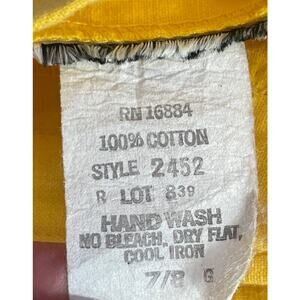 RN 16884
100% COTTON
STYLE 2452
R LOT 839
HAND WASH
NO BLEACH, DRY FLAT,
COOL IRON
7/8 G